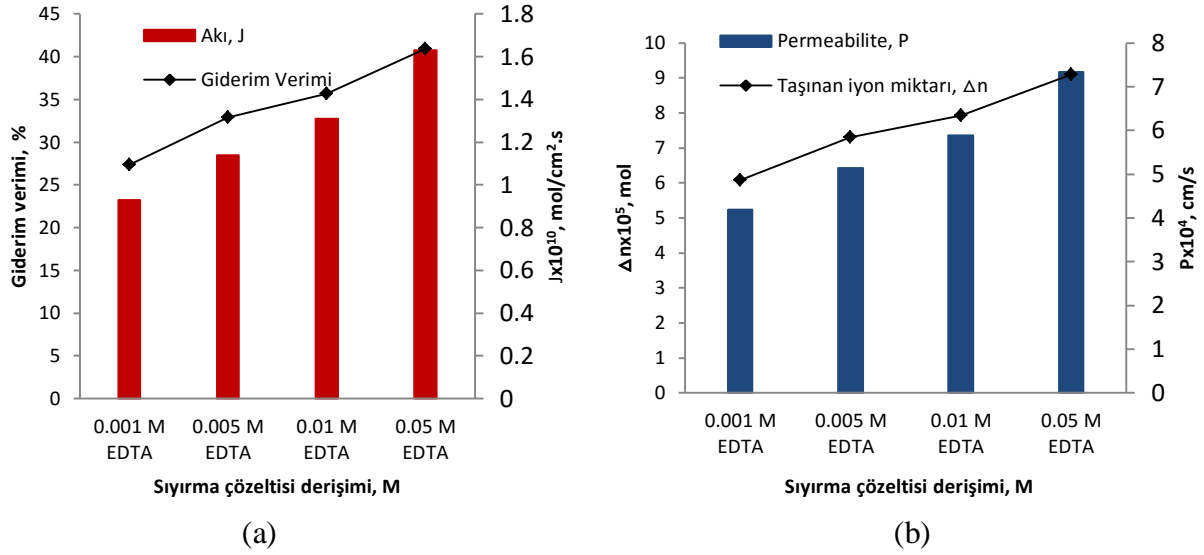 Akı, J
Giderim Verimi
Giderim verimi, %
45
40
35
30
25
20
15
10
5
0
1.8
1.6
1.4
1.2
1
0.8
0.6
0.4
0.2
0
Jx10¹⁰, mol/cm².s
0.001 M
EDTA
0.005 M
EDTA
0.01 M
EDTA
0.05 M
EDTA
Sıyırma çözeltisi derişimi, M
(a)
Permeabilite, P
Taşınan iyon miktarı, △n
△nx10⁵, mol
10
9
8
7
6
5
4
3
2
1
0
8
7
6
5
4
3
2
1
0
Px10⁴, cm/s
0.001 M
EDTA
0.005 M
EDTA
0.01 M
EDTA
0.05 M
EDTA
Sıyırma çözeltisi derişimi, M
(b)